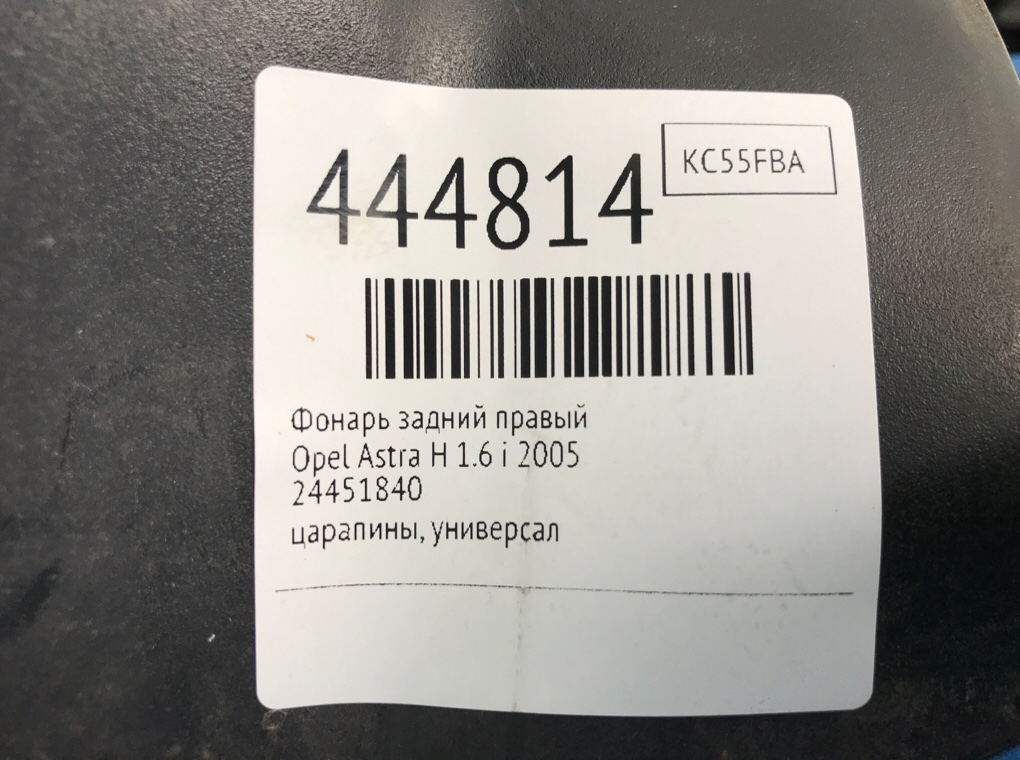 444814
KC55FBA
Фонарь задний правый
Opel Astra H 1.6 i 2005
24451840
царапины, универсал